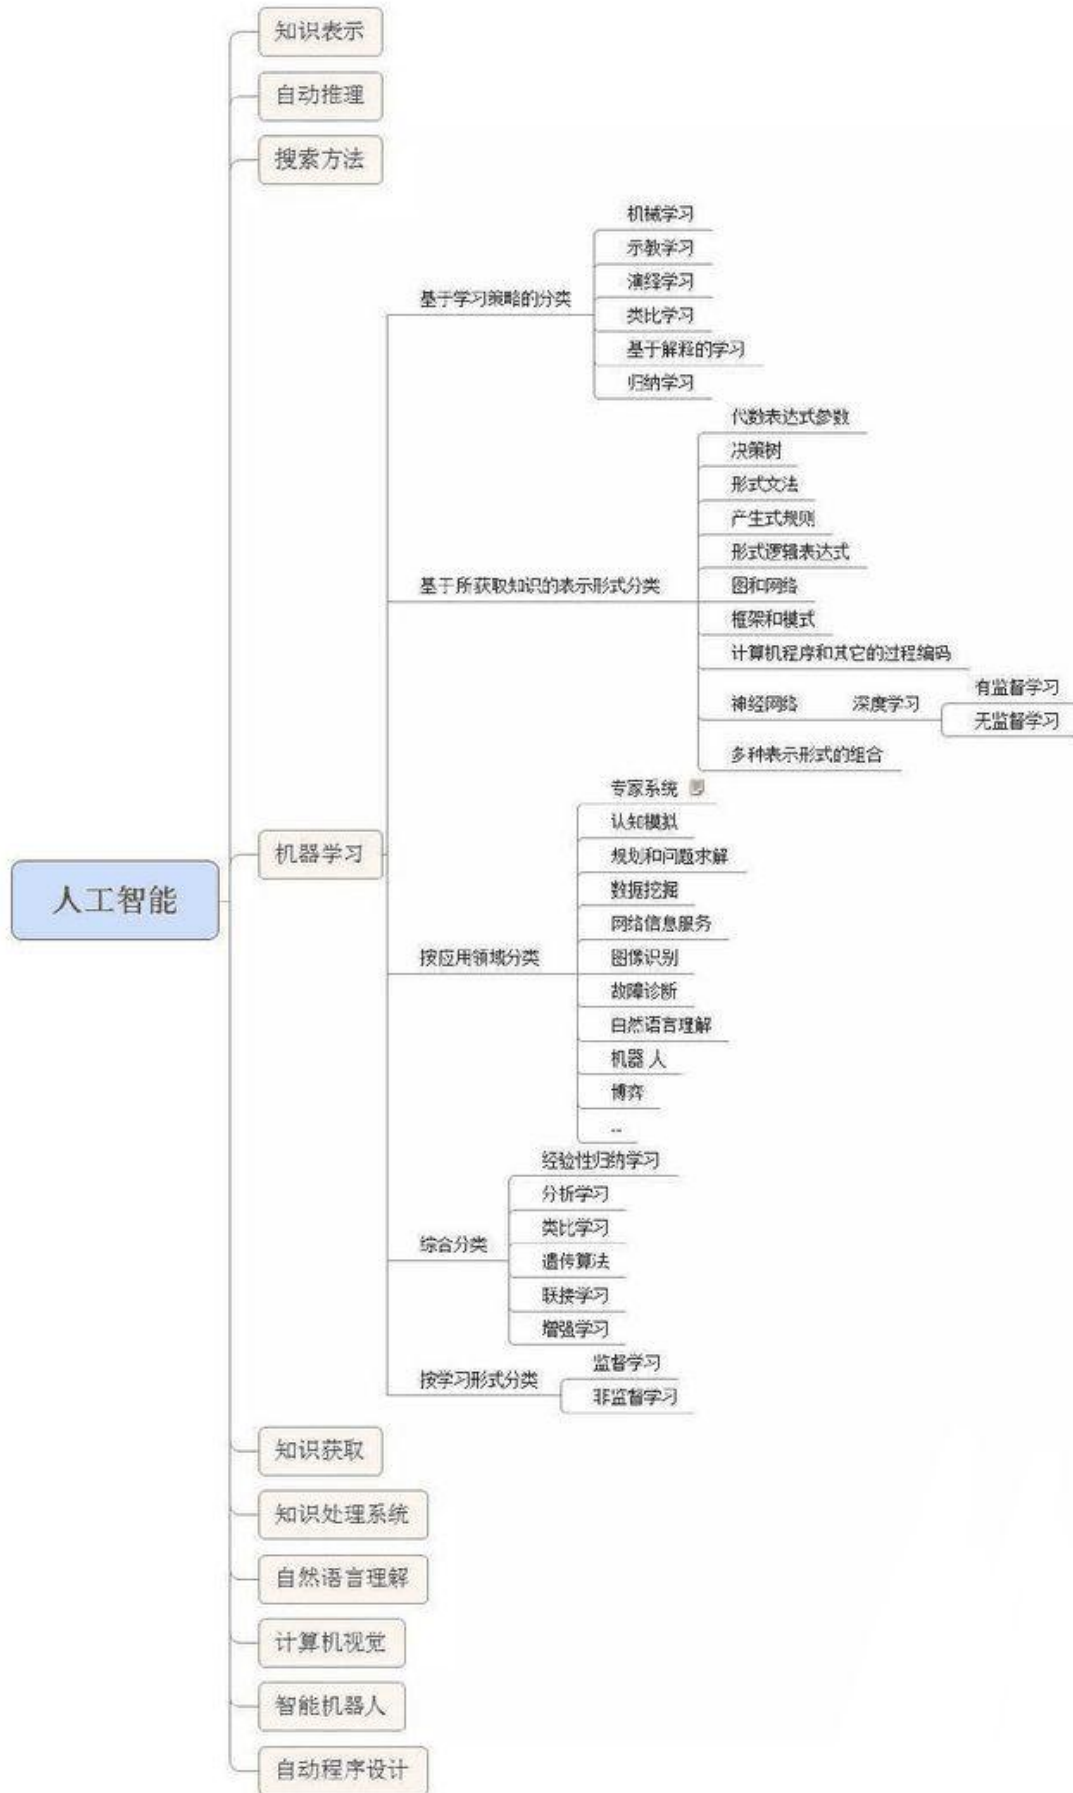 知识表示
自动推理
搜索方法
机械学习
示教学习
演绎学习
基于学习策略的分类
类比学习
基于解释的学习
归纳学习
代数表达式参数
决策树
形式文法
产生式规则
形式逻辑表达式
基于所获取知识的表示形式分类
图和网络
框架和模式
计算机程序和其它的过程编码
有监督学习
神经网络 深度学习
无监督学习
多种表示形式的组合
专家系统
认知模拟
机器学习
规划和问题求解
数据挖掘
人工智能
网络信息服务
按应用领域分类
图像识别
故障诊断
自然语言理解
机器 人
博弈
...
经验性归纳学习
分析学习
类比学习
综合分类
遗传算法
联接学习
增强学习
监督学习
按学习形式分类
非监督学习
知识获取
知识处理系统
自然语言理解
计算机视觉
智能机器人
自动程序设计